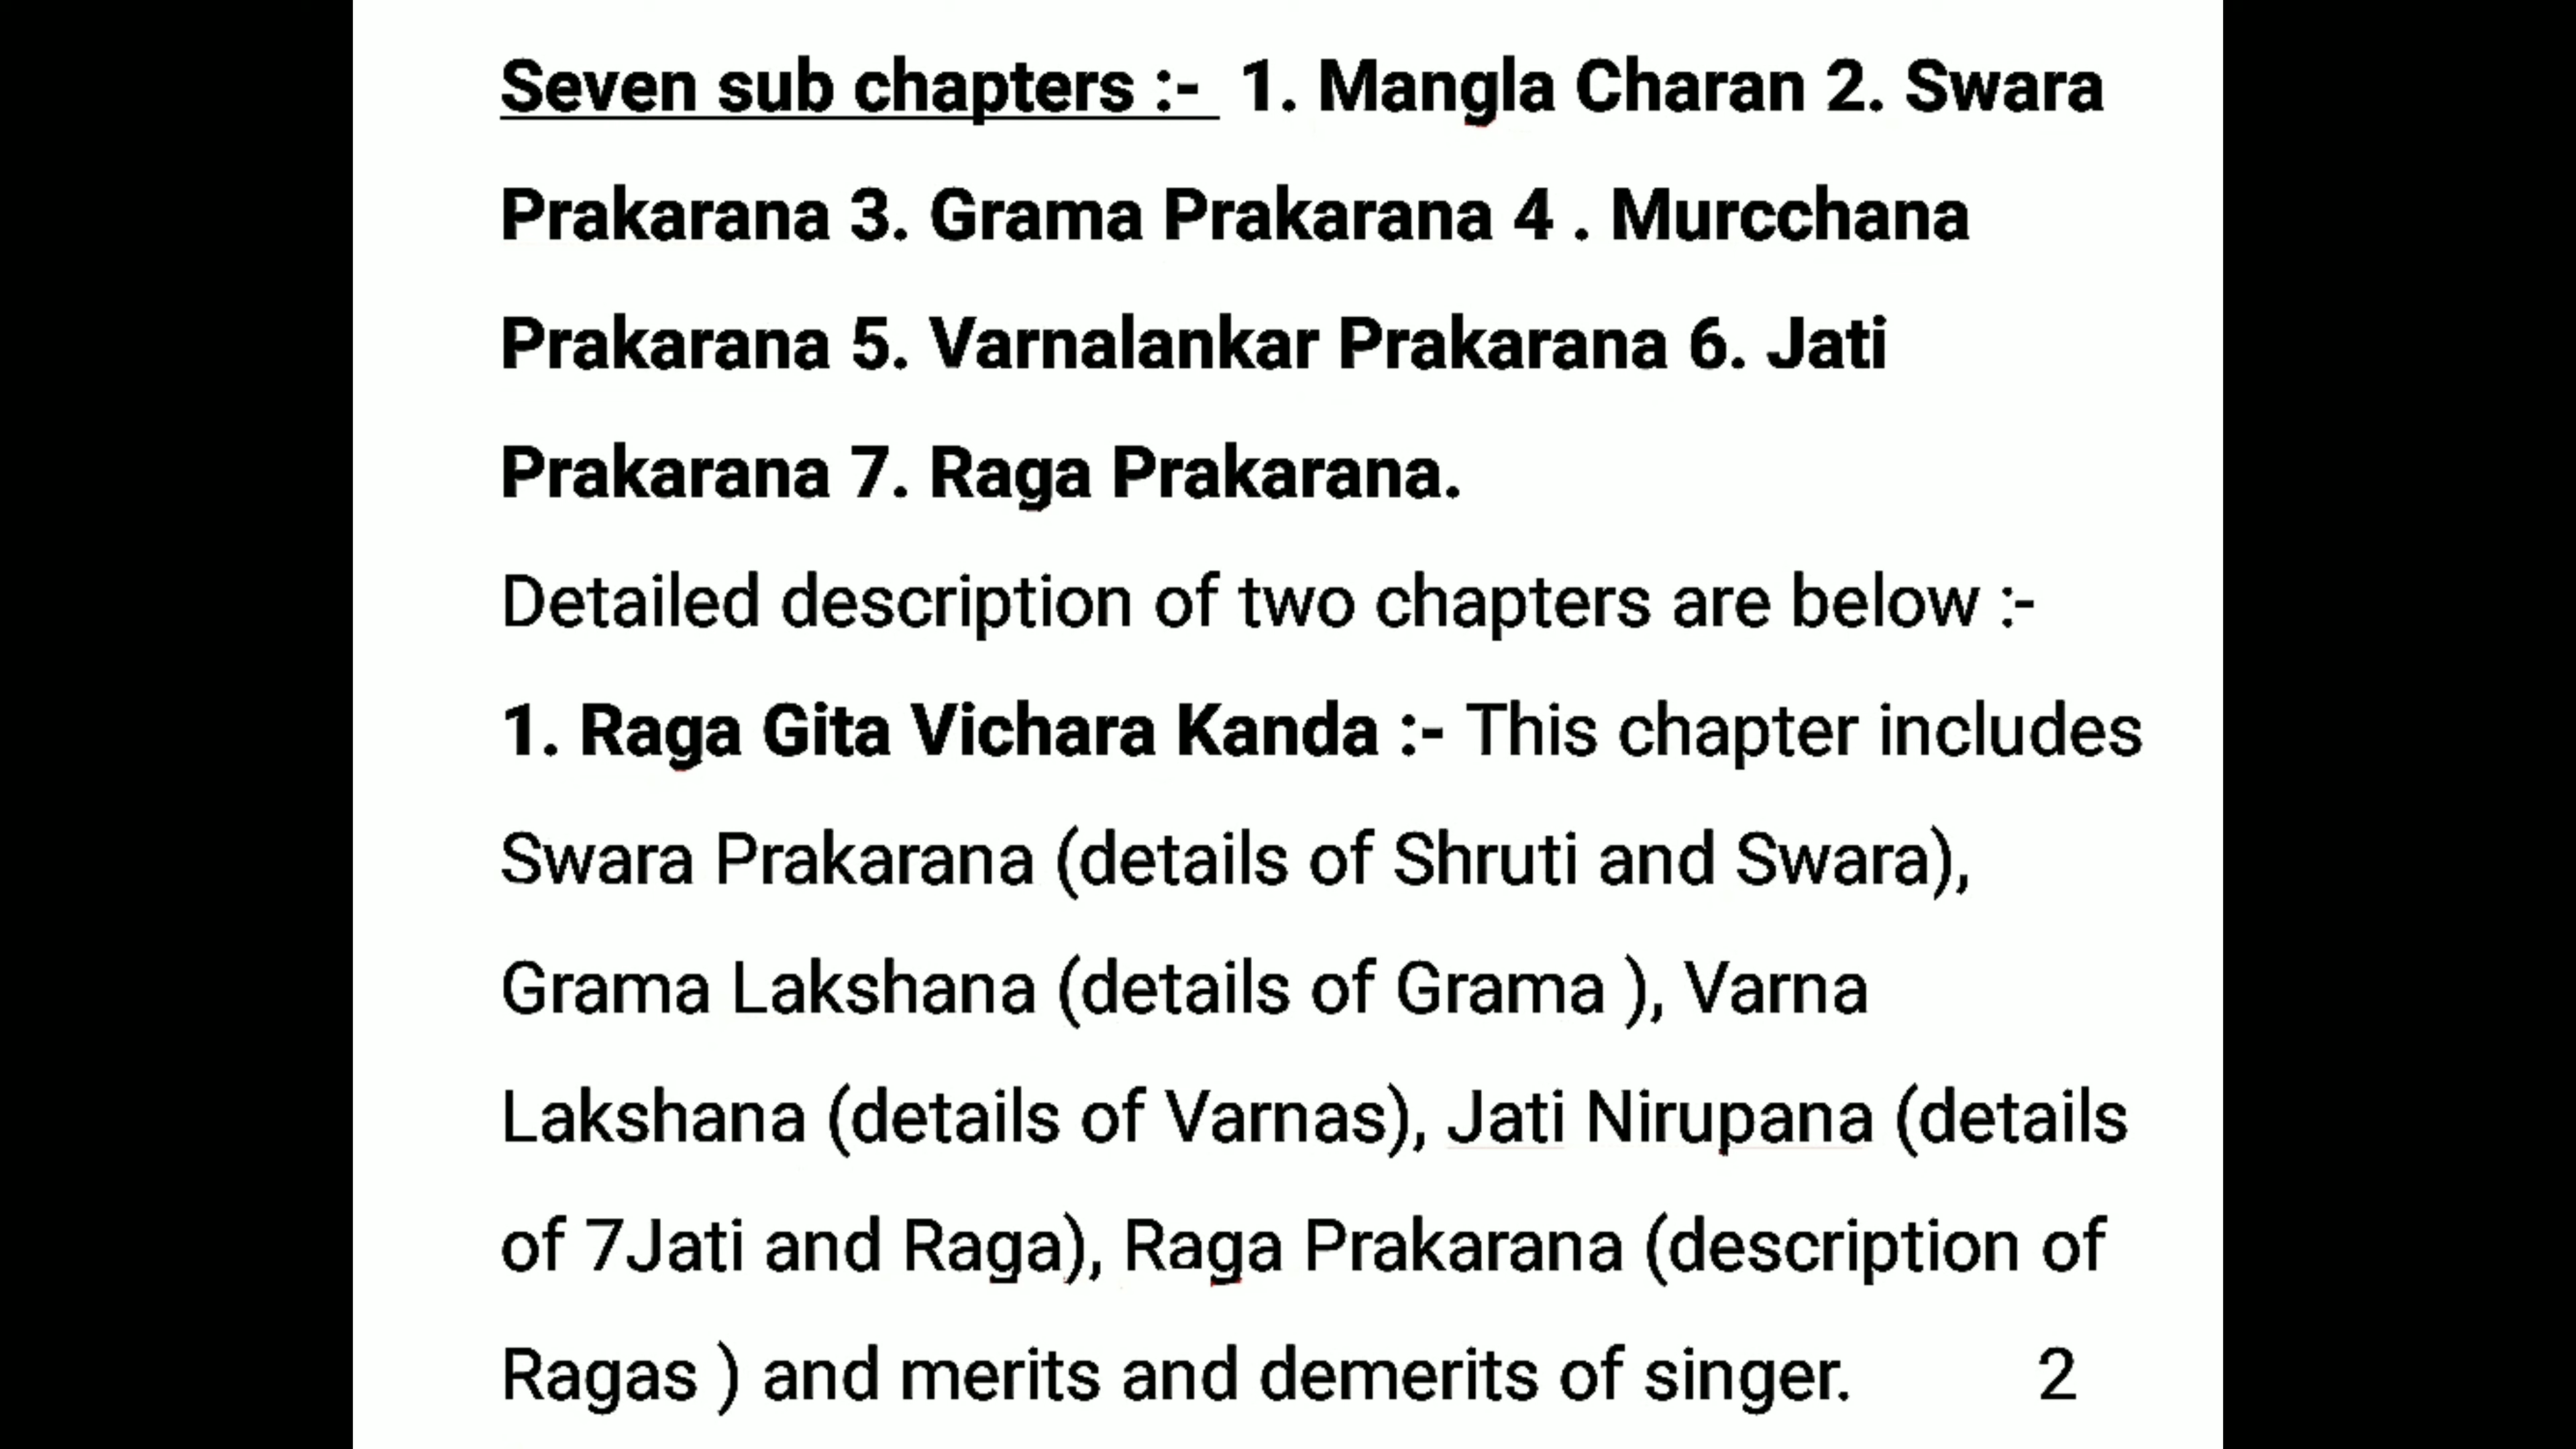 Seven sub chapters :- 1. Mangla Charan 2. Swara
Prakarana 3. Grama Prakarana 4 . Murcchana
Prakarana 5. Varnalankar Prakarana 6. Jati
Prakarana 7. Raga Prakarana.
Detailed description of two chapters are below :-
1. Raga Gita Vichara Kanda :- This chapter includes
Swara Prakarana (details of Shruti and Swara),
Grama Lakshana (details of Grama ), Varna
Lakshana (details of Varnas), Jati Nirupana (details
of 7Jati and Raga), Raga Prakarana (description of
Ragas ) and merits and demerits of singer. 2